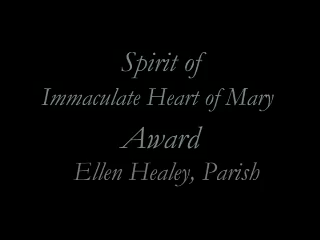 Spirit of
Immaculate Heart of Mary
Award
Ellen Healey, Parish